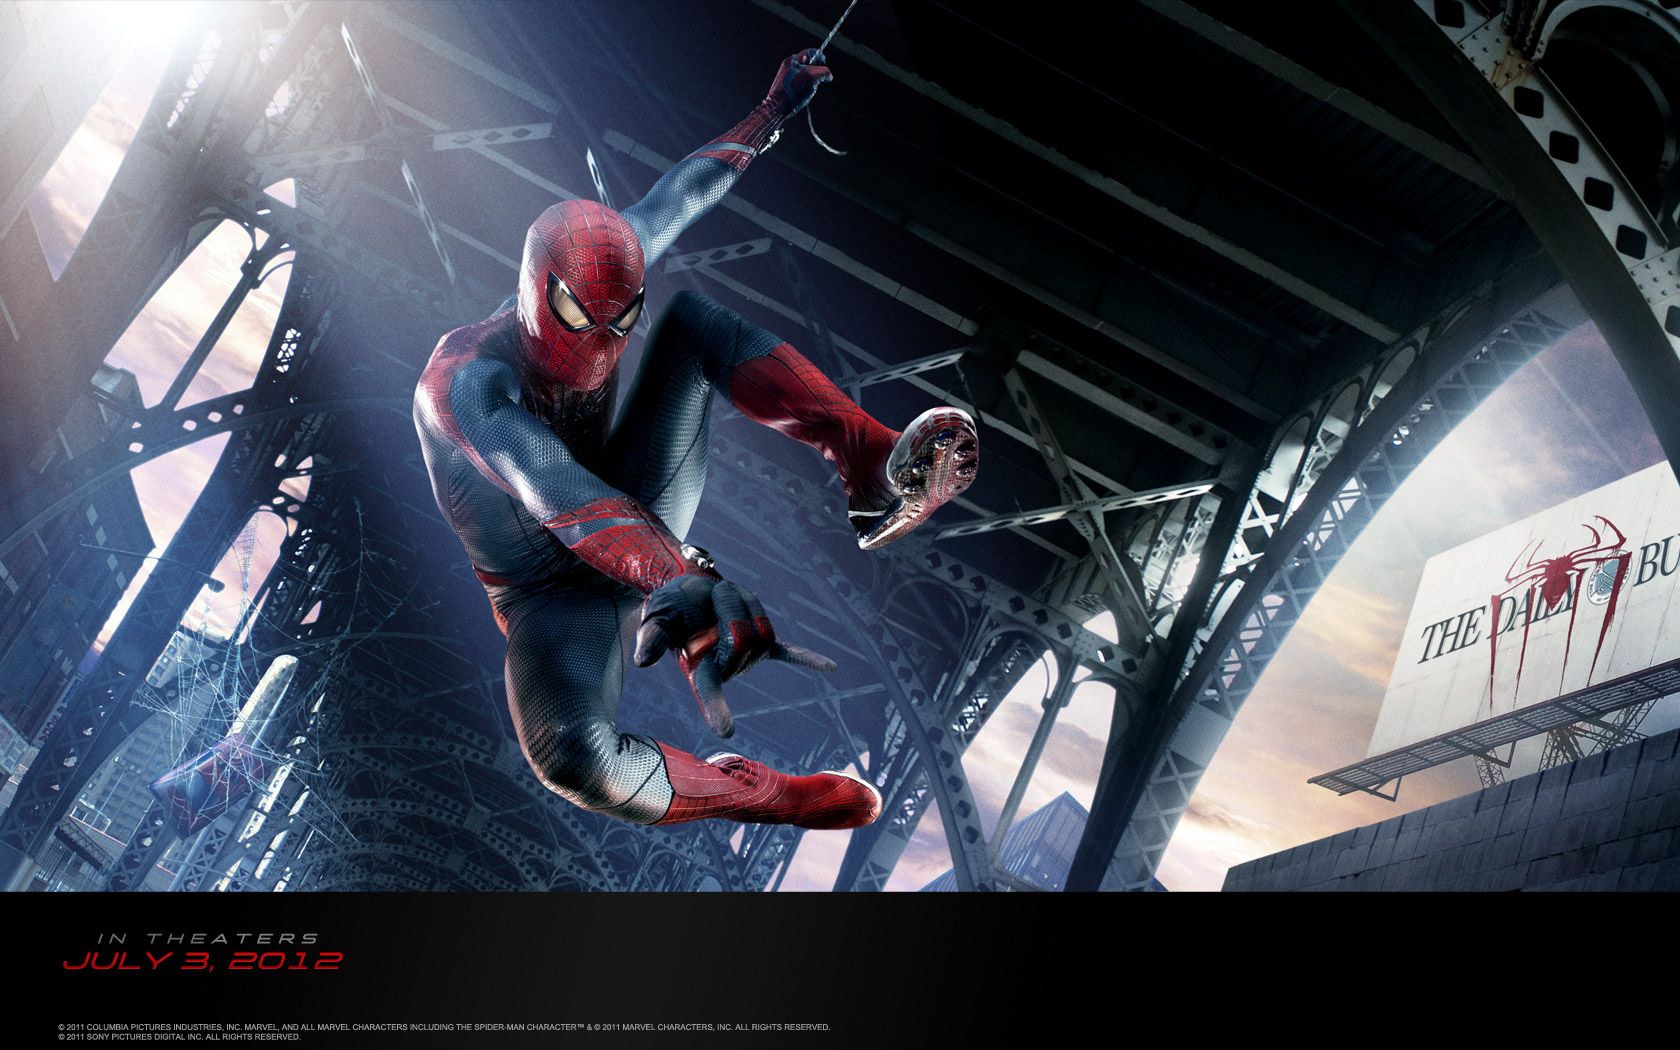 THE DAILY BU
IN THEATERS
JULY 3, 2012
© 2011 COLUMBIA PICTURES INDUSTRIES, INC. MARVEL, AND ALL MARVEL CHARACTERS INCLUDING THE SPIDER-MAN CHARACTER™ & © 2011 MARVEL CHARACTERS, INC. ALL RIGHTS RESERVED.
© 2011 SONY PICTURES DIGITAL INC. ALL RIGHTS RESERVED.